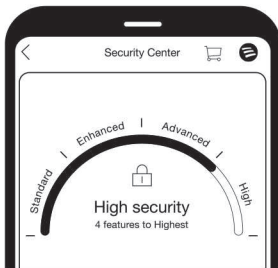 Security Center
Standard
Enhanced
Advanced
High
High security
4 features to Highest